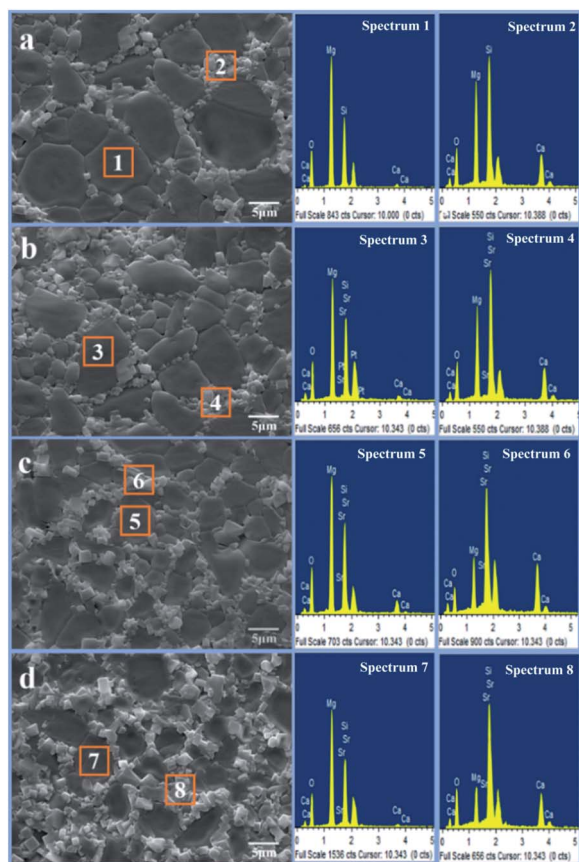 a
1
2
5μm
Spectrum 1
Mg
Si
O
Ca
Ca
Ca
Ca
0 1 2 3 4 5
Full Scale 843 cts Cursor: 10.000 (0 cts)
Spectrum 2
Si
Mg
O
Ca
Ca
Ca
Ca
1 2 3 4 5
Full Scale 550 cts Cursor: 10.388 (0 cts)
b
3
4
5μm
Spectrum 3
Mg
Si
Sr
Sr
O
Pt
Pt
Sr
Pt
Ca
Ca
Ca
Ca
0 1 2 3 4 5
Full Scale 656 cts Cursor: 10.343 (0 cts)
Spectrum 4
Si
Sr
Sr
Mg
O
Sr
Ca
Ca
Ca
Ca
0 1 2 3 4 5
Full Scale 550 cts Cursor: 10.388 (0 cts)
c
6
5
5μm
Spectrum 5
Mg
Si
Sr
Sr
O
Sr
Ca
Ca
Ca
Ca
0 1 2 3 4 5
Full Scale 703 cts Cursor: 10.343 (0 cts)
Spectrum 6
Si
Sr
Sr
Mg
Sr
O
Ca
Ca
Ca
Ca
0 1 2 3 4 5
Full Scale 900 cts Cursor: 10.343 (0 cts)
d
7
8
5μm
Spectrum 7
Mg
Si
Sr
Sr
O
Sr
Ca
Ca
Ca
Ca
0 1 2 3 4 5
Full Scale 1536 cts Cursor: 10.343 (0 cts)
Spectrum 8
Si
Sr
Sr
O
Mg
Sr
Ca
Ca
Ca
Ca
0 1 2 3 4 5
Full Scale 656 cts Cursor: 10.343 (0 cts)